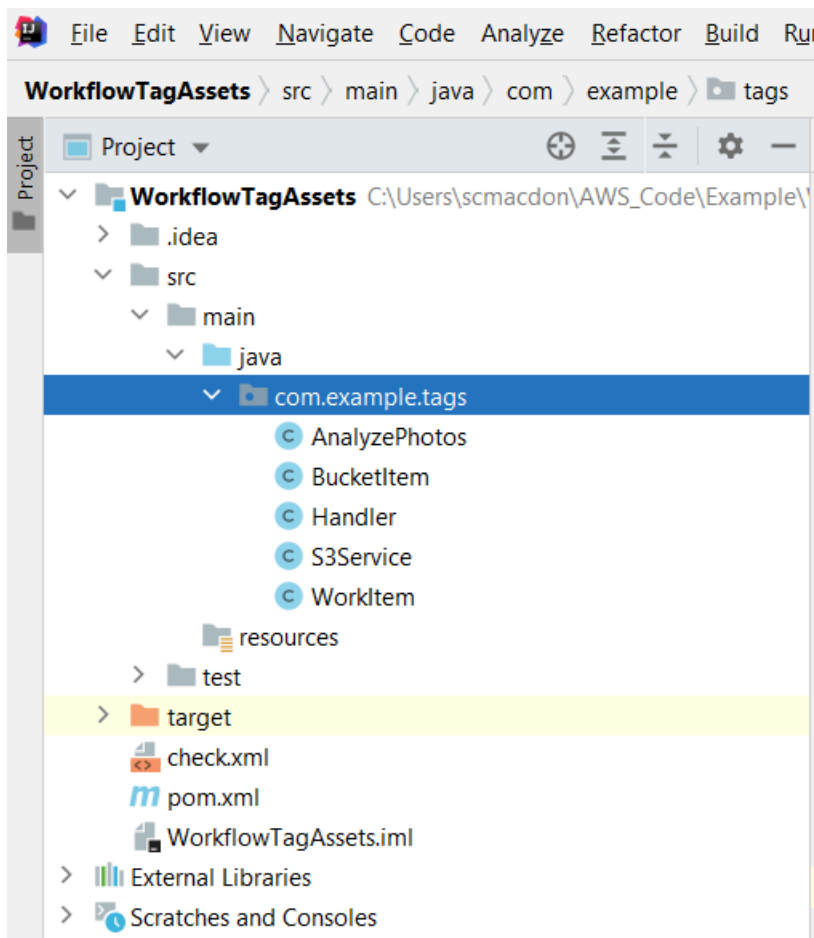 File Edit View Navigate Code Analyze Refactor Build
WorkflowTagAssets src main java com example tags
Project
Project
WorkflowTagAssets C:\Users\scmacdon\AWS_Code\Example\
.idea
src
main
java
com.example.tags
AnalyzePhotos
BucketItem
Handler
S3Service
WorkItem
resources
test
target
check.xml
pom.xml
WorkflowTagAssets.iml
External Libraries
Scratches and Consoles